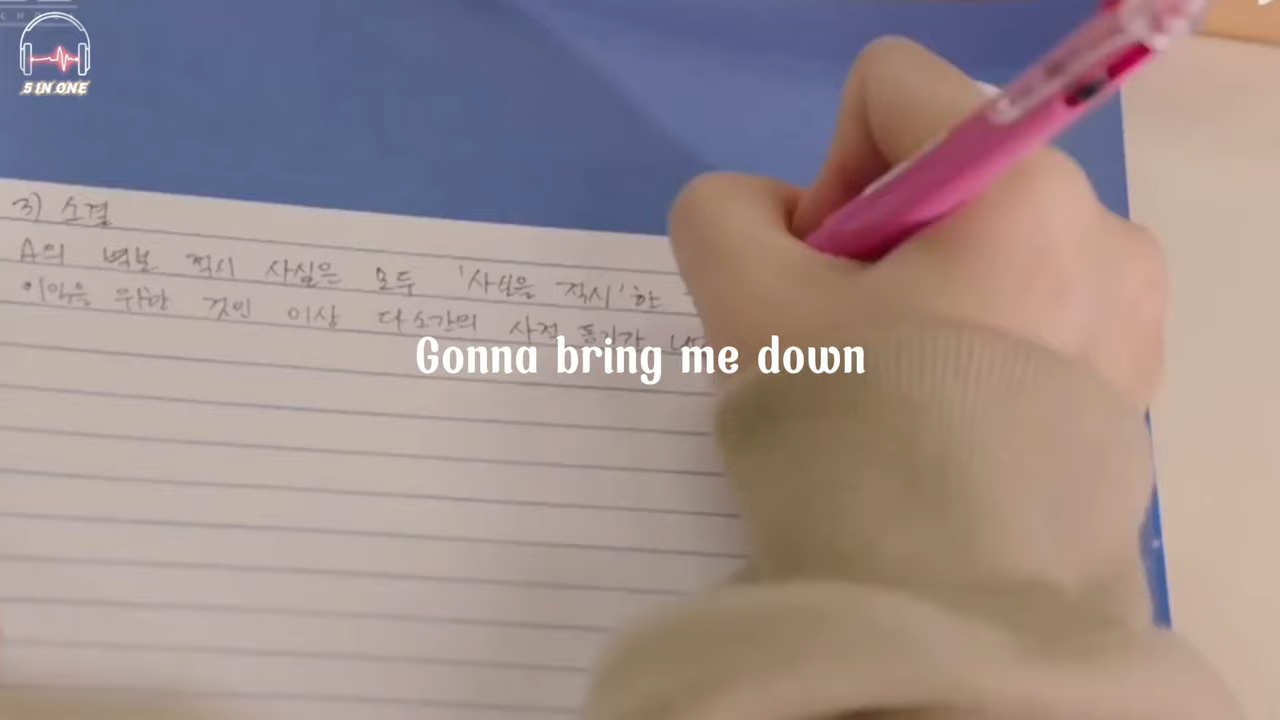 5 IN ONE
3) 소결
A의 벽보 적시 사실은 모두 '사실을 적시'한
이익을 위한 것인 이상 다소간의 사적 동기가
Gonna bring me down